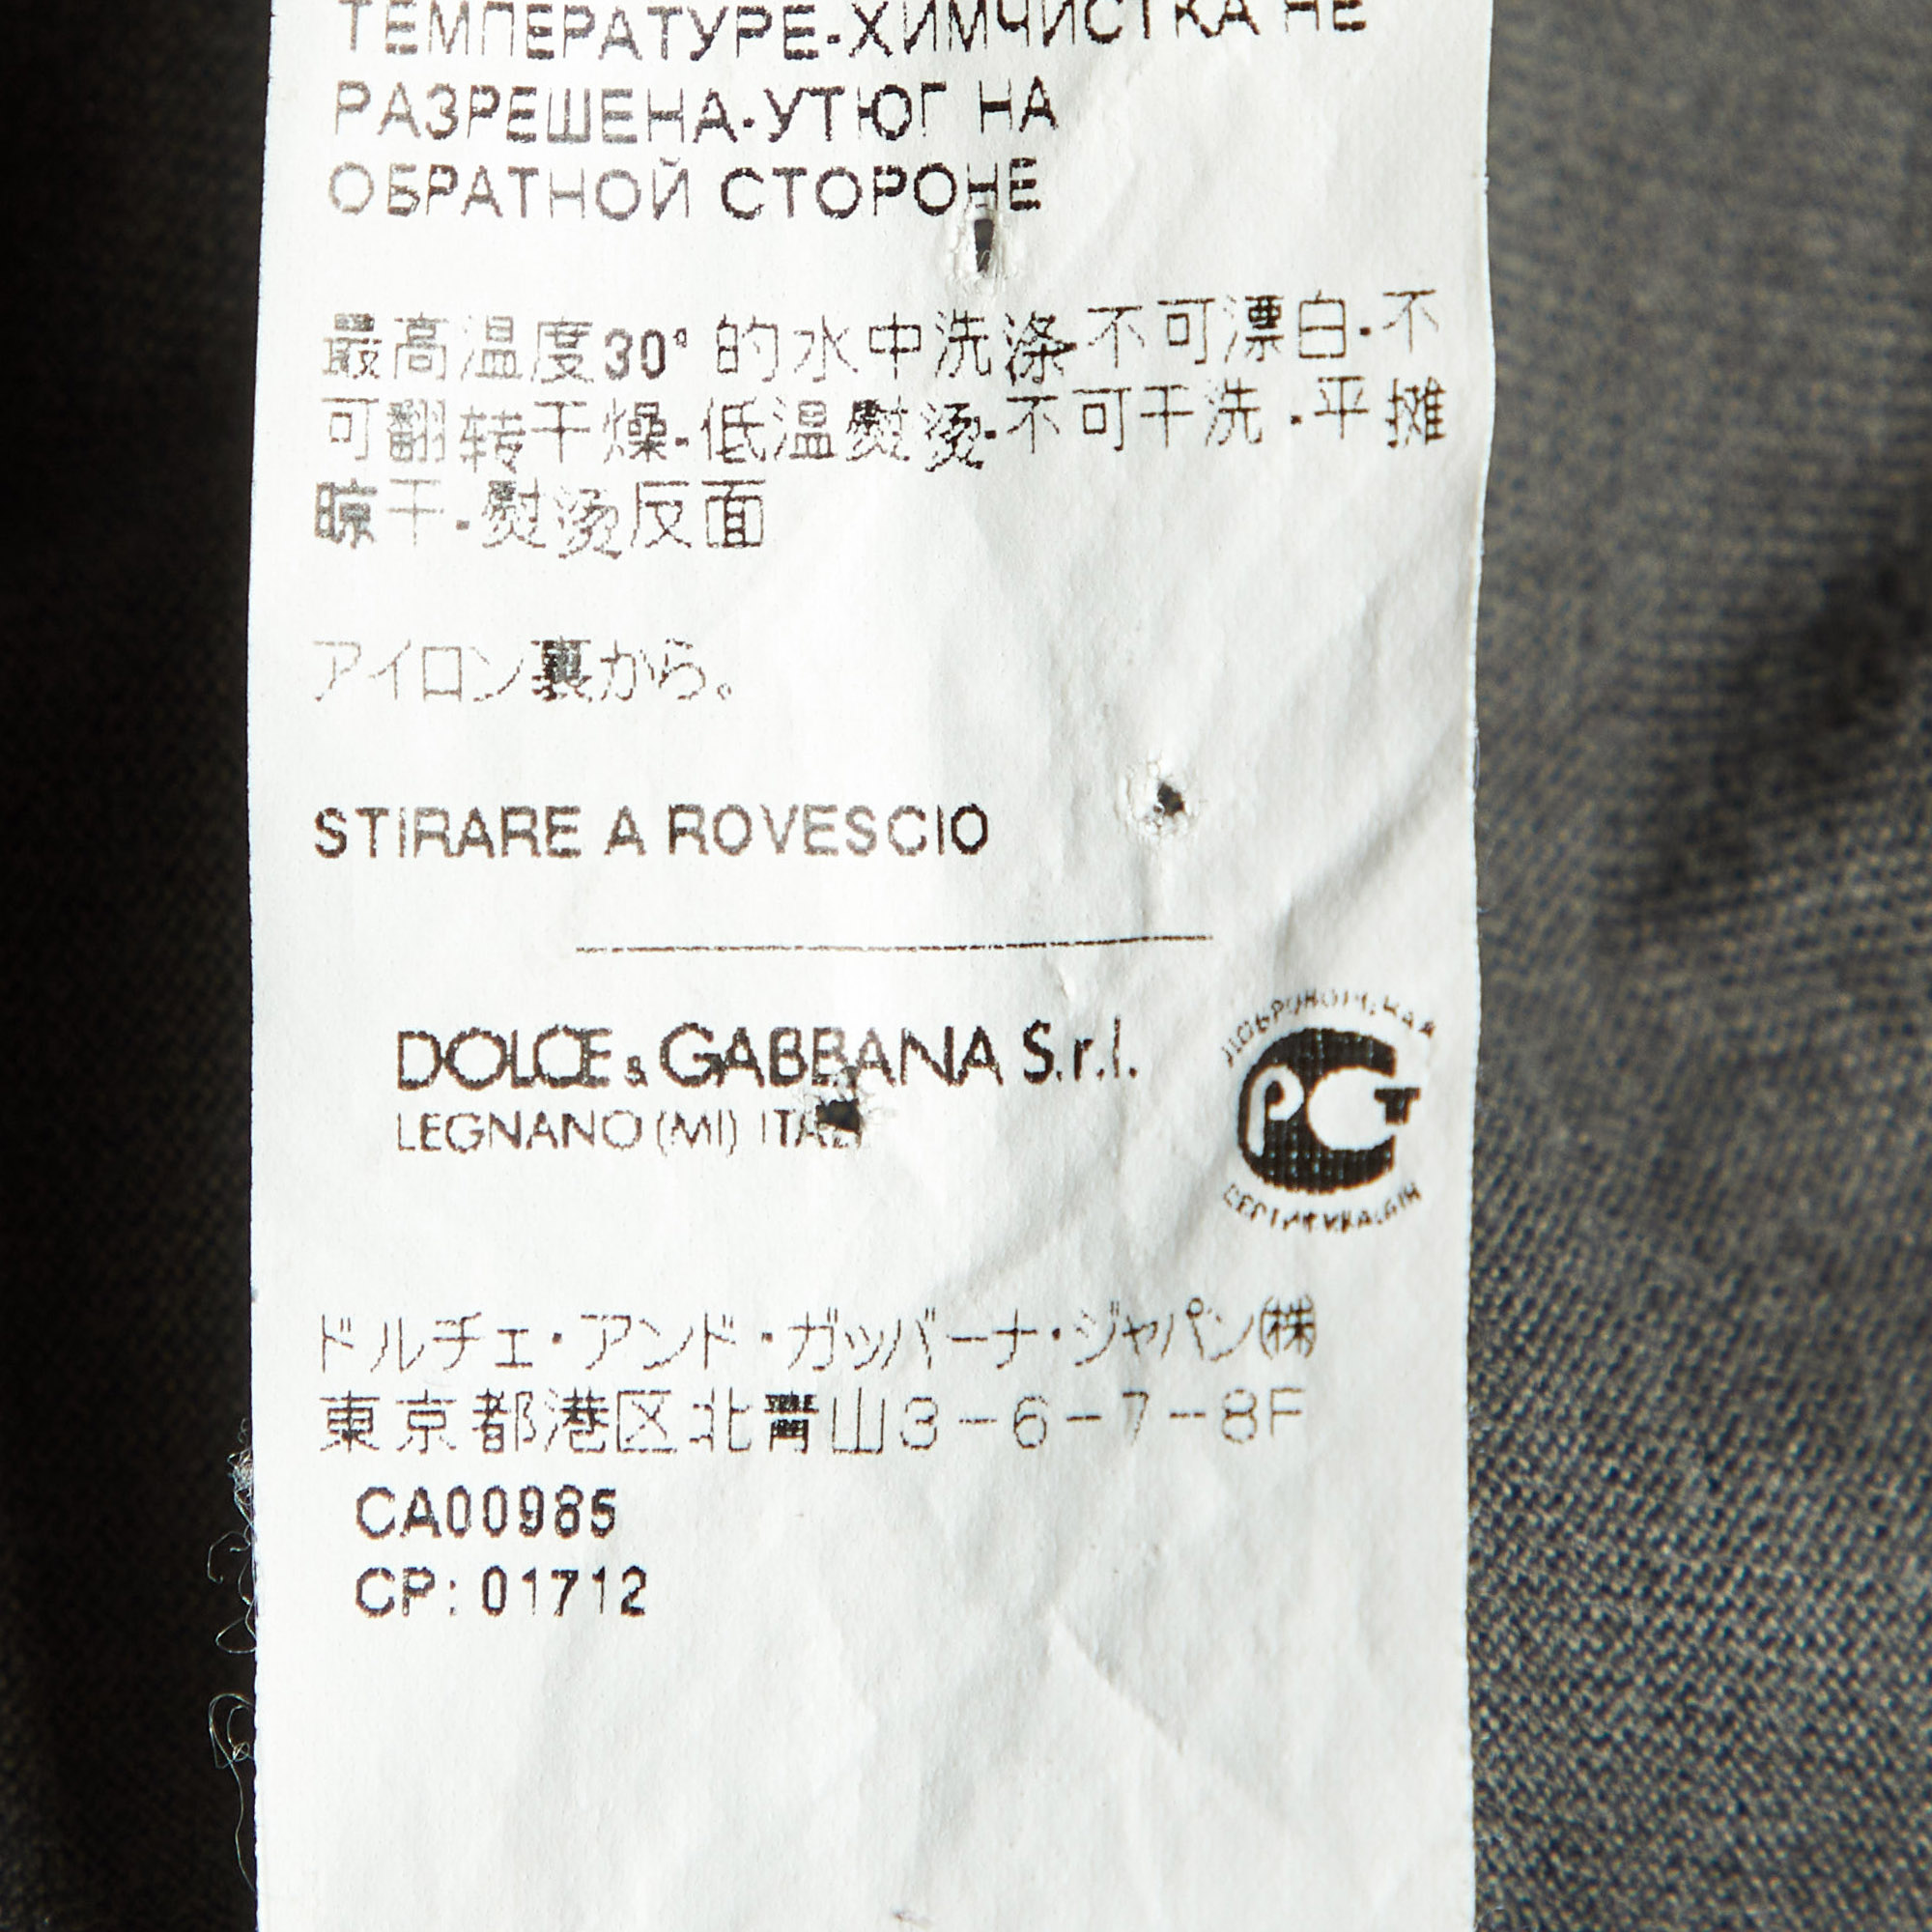 ТЕМПЕРАТУРЕ-ХИМЧИСТКА НЕ
РАЗРЕШЕНА-УТЮГ НА
ОБРАТНОЙ СТОРОНЕ
最高温度30° 的水中洗涤-不可漂白-不
可翻转干燥-低温熨烫-不可干洗 -平摊
晾干-熨烫反面
アイロン裏から。
STIRARE A ROVESCIO
DOLCE & GABBANA S.r.l.
LEGNANO (MI) ITALY
ДОБРОВОЛЬНАЯ
РСТ
СЕРТИФИКАЦИЯ
ドルチェ・アンド・ガッバーナ・ジャパン㈱
東京都港区北青山3-6-7-8F
CA00985
CP: 01712